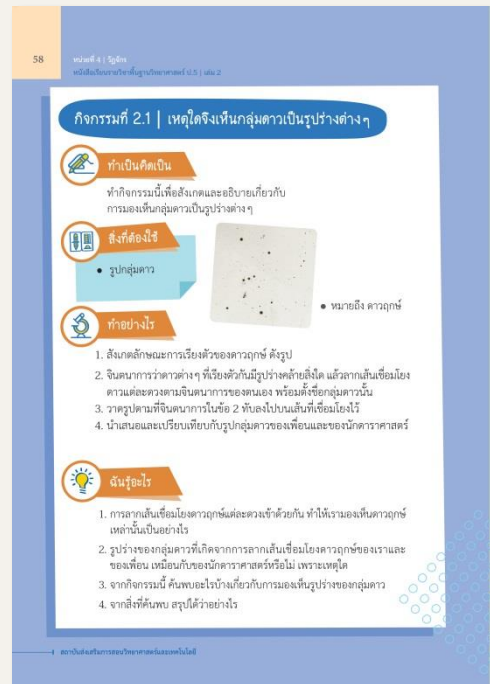 58
หน่วยที่ 4 | วัฏจักร
หนังสือเรียนรายวิชาพื้นฐานวิทยาศาสตร์ ป.5 | เล่ม 2
กิจกรรมที่ 2.1 | เหตุใดจึงเห็นกลุ่มดาวเป็นรูปร่างต่าง ๆ
ทำเป็นคิดเป็น
ทำกิจกรรมนี้เพื่อสังเกตและอธิบายเกี่ยวกับ
การมองเห็นกลุ่มดาวเป็นรูปร่างต่าง ๆ
สิ่งที่ต้องใช้
• รูปกลุ่มดาว
• หมายถึง ดาวฤกษ์
ทำอย่างไร
1. สังเกตลักษณะการเรียงตัวของดาวฤกษ์ ดังรูป
2. จินตนาการว่าดาวต่าง ๆ ที่เรียงตัวกันมีรูปร่างคล้ายสิ่งใด แล้วลากเส้นเชื่อมโยง
ดาวแต่ละดวงตามจินตนาการของตนเอง พร้อมตั้งชื่อกลุ่มดาวนั้น
3. วาดรูปตามที่จินตนาการในข้อ 2 ทับลงไปบนเส้นที่เชื่อมโยงไว้
4. นำเสนอและเปรียบเทียบกับรูปกลุ่มดาวของเพื่อนและของนักดาราศาสตร์
ฉันรู้อะไร
1. การลากเส้นเชื่อมโยงดาวฤกษ์แต่ละดวงเข้าด้วยกัน ทำให้เรามองเห็นดาวฤกษ์
เหล่านั้นเป็นอย่างไร
2. รูปร่างของกลุ่มดาวที่เกิดจากการลากเส้นเชื่อมโยงดาวฤกษ์ของเราและ
ของเพื่อน เหมือนกับของนักดาราศาสตร์หรือไม่ เพราะเหตุใด
3. จากกิจกรรมนี้ ค้นพบอะไรบ้างเกี่ยวกับการมองเห็นรูปร่างของกลุ่มดาว
4. จากสิ่งที่ค้นพบ สรุปได้ว่าอย่างไร
สถาบันส่งเสริมการสอนวิทยาศาสตร์และเทคโนโลยี